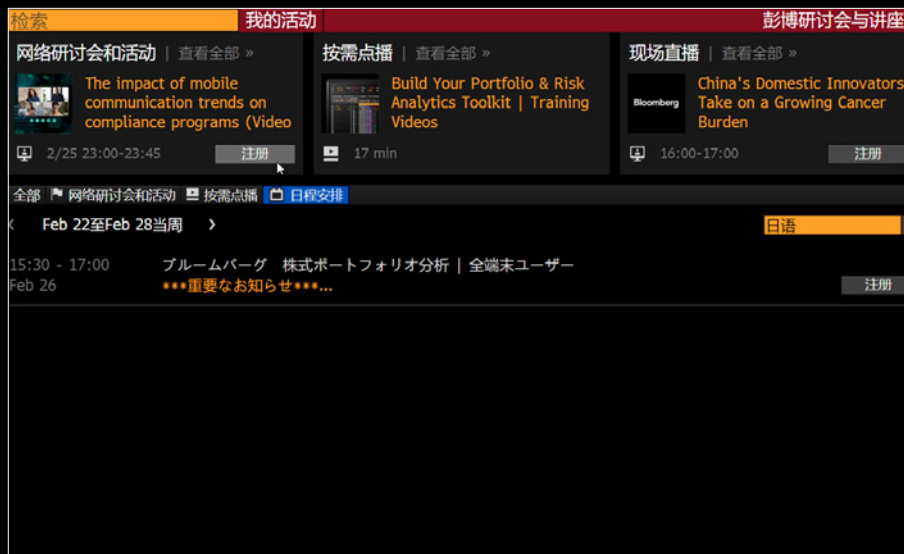 检索 我的活动 彭博研讨会与讲座
网络研讨会和活动 | 查看全部 »
The impact of mobile
communication trends on
compliance programs (Video
2/25 23:00-23:45 注册
按需点播 | 查看全部 »
Build Your Portfolio & Risk
Analytics Toolkit | Training
Videos
17 min
现场直播 | 查看全部 »
Bloomberg
China's Domestic Innovators
Take on a Growing Cancer
Burden
16:00-17:00 注册
全部 网络研讨会和活动 按需点播 日程安排
‹ Feb 22至Feb 28当周 › 日语
15:30 - 17:00 ブルームバーグ 株式ポートフォリオ分析 | 全端末ユーザー
Feb 26 ***重要なお知らせ***... 注册